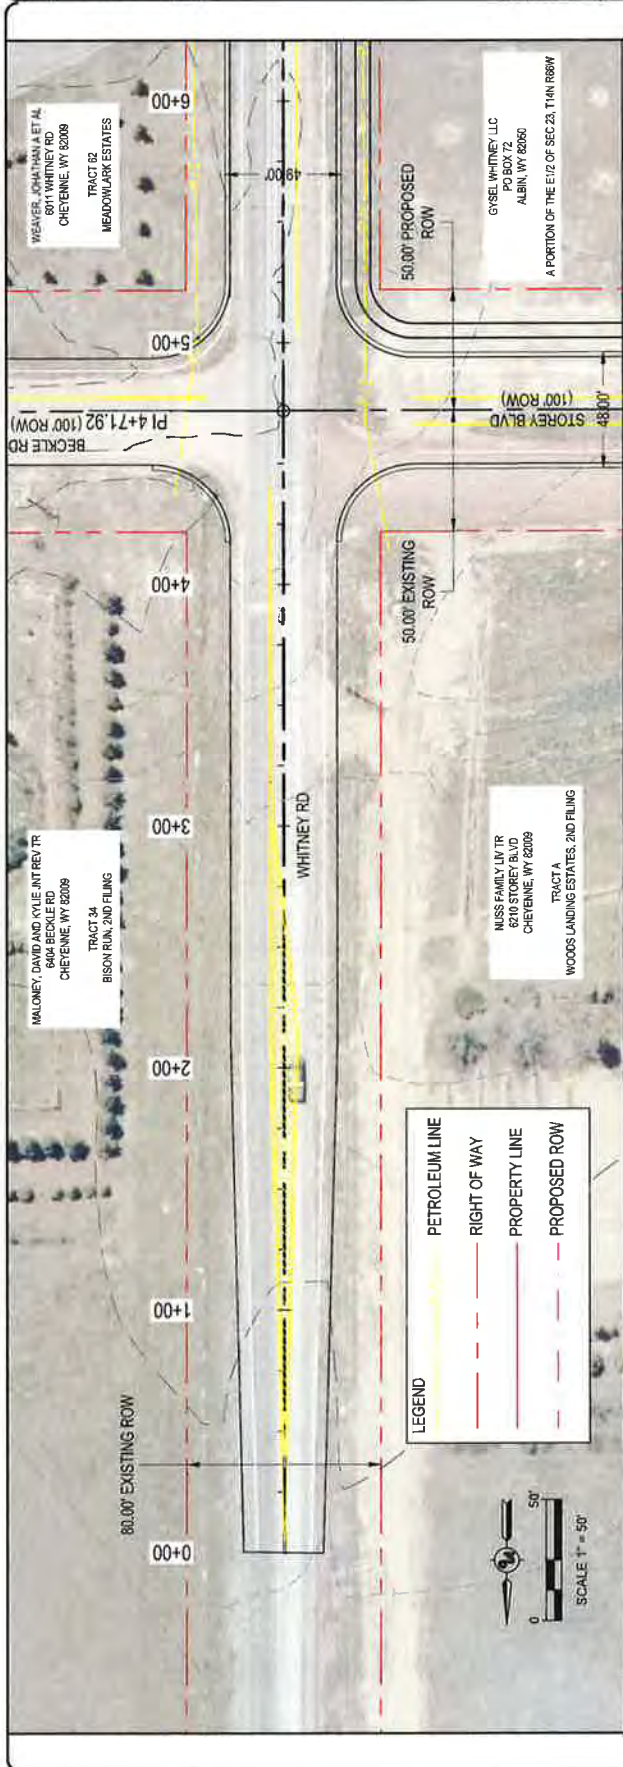 WEAVER, JOHATHAN A ET AL
6011 WHITNEY RD
CHEYENNE, WY 82009
TRACT 62
MEADOWLARK ESTATES
MALONEY, DAVID AND KYLIE JNT REV TR
6404 BECKLE RD
CHEYENNE, WY 82009
TRACT 34
BISON RUN, 2ND FILING
80.00' EXISTING ROW
0+00
1+00
2+00
3+00
4+00
5+00
6+00
BECKLE RD
(100' ROW)
PI 4+71.92
49.00'
WHITNEY RD
50.00' EXISTING
ROW
50.00' PROPOSED
ROW
STOREY BLVD
(100' ROW)
48.00'
NUSS FAMILY LIV TR
6210 STOREY BLVD
CHEYENNE, WY 82009
TRACT A
WOODS LANDING ESTATES, 2ND FILING
GYSEL WHITNEY LLC
PO BOX 72
ALBIN, WY 82050
A PORTION OF THE E1/2 OF SEC 23, T14N R66W
LEGEND
PETROLEUM LINE
RIGHT OF WAY
PROPERTY LINE
PROPOSED ROW
0
50'
SCALE 1" = 50'